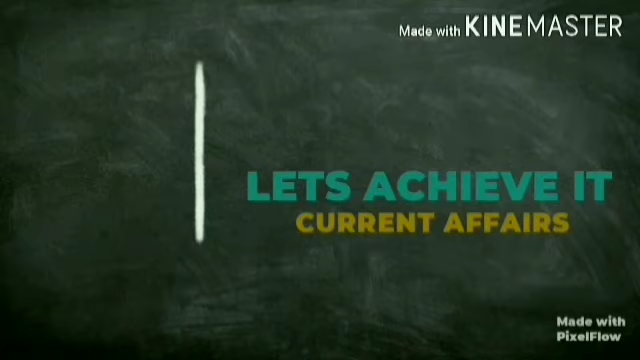 Made with KINEMASTER
LETS ACHIEVE IT
CURRENT AFFAIRS
Made with
PixelFlow